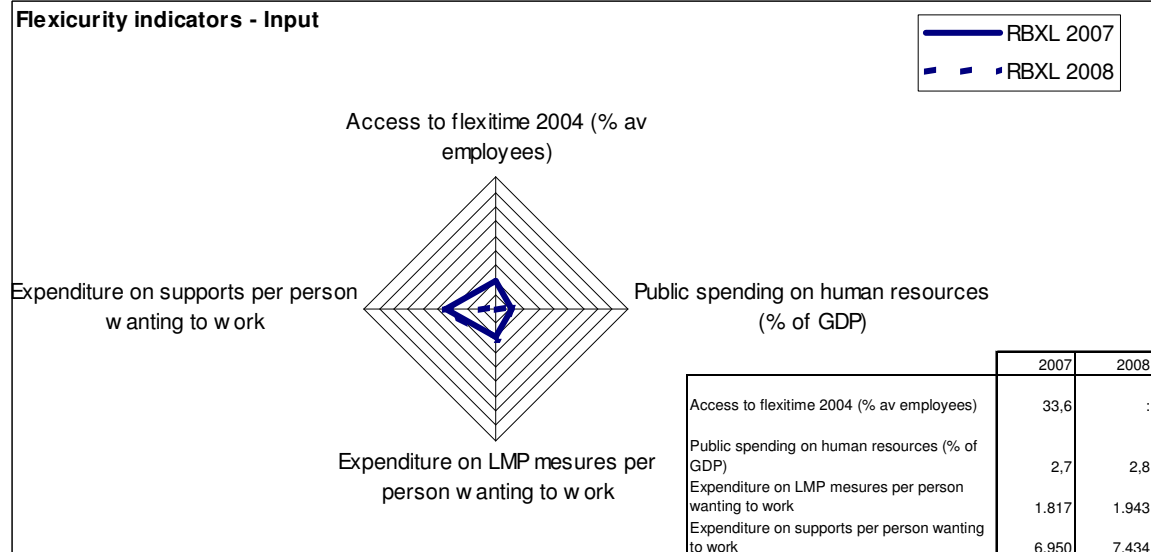 Flexicurity indicators - Input
RBXL 2007
RBXL 2008
Access to flexitime 2004 (% av
employees)
Expenditure on supports per person
wanting to work
Public spending on human resources
(% of GDP)
Expenditure on LMP mesures per
person wanting to work
2007 2008
Access to flexitime 2004 (% av employees) 33,6 :
Public spending on human resources (% of
GDP) 2,7 2,8
Expenditure on LMP mesures per person
wanting to work 1.817 1.943
Expenditure on supports per person wanting
to work 6.950 7.434